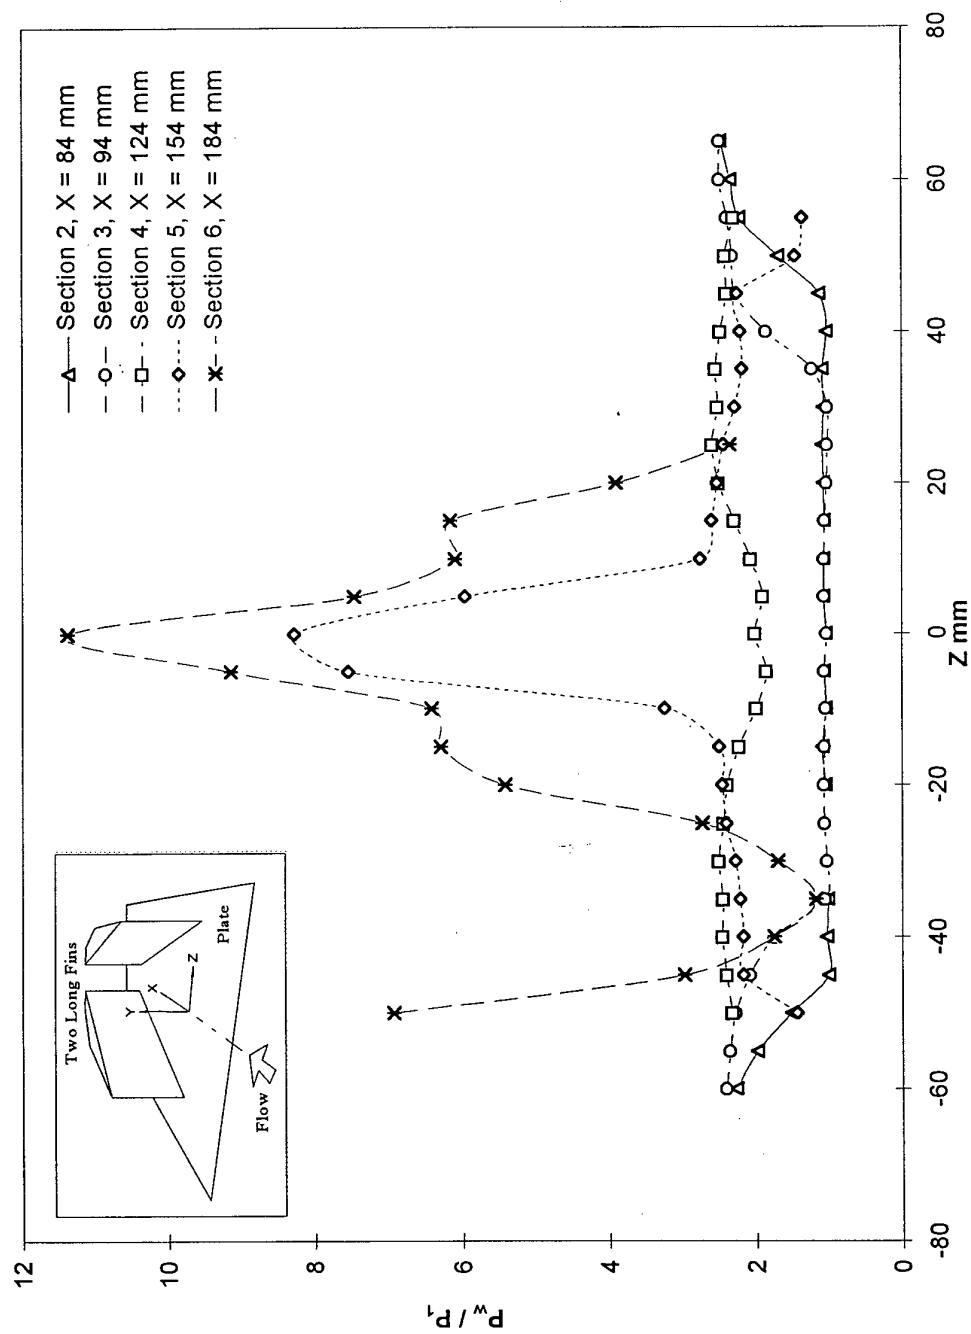 Section 2, X = 84 mm
Section 3, X = 94 mm
Section 4, X = 124 mm
Section 5, X = 154 mm
Section 6, X = 184 mm
Two Long Fins
Y
X
Z
Plate
Flow
12
10
8
6
4
2
0
Pw / P1
-80
-60
-40
-20
0
20
40
60
80
Z mm